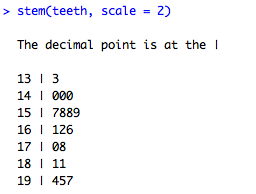 > stem(teeth, scale = 2)
The decimal point is at the |
13 | 3
14 | 000
15 | 7889
16 | 126
17 | 08
18 | 11
19 | 457